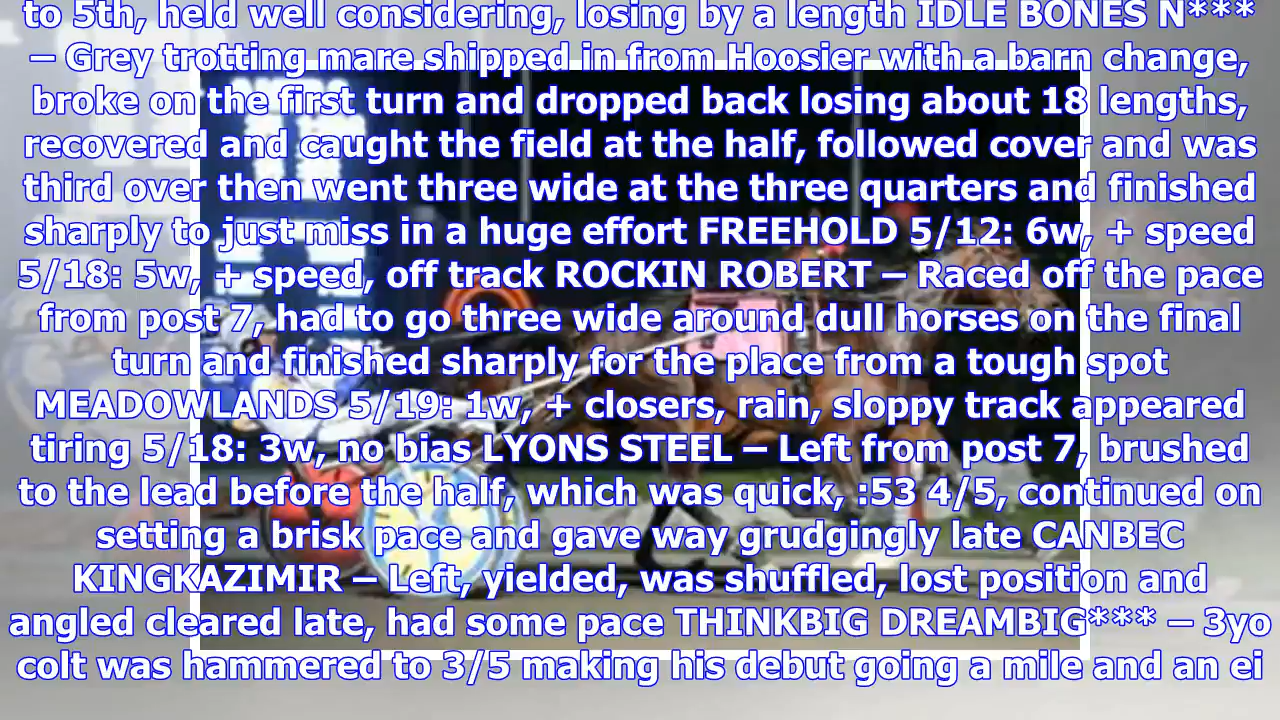 to 5th, held well considering, losing by a length IDLE BONES N***
– Grey trotting mare shipped in from Hoosier with a barn change,
broke on the first turn and dropped back losing about 18 lengths,
recovered and caught the field at the half, followed cover and was
third over then went three wide at the three quarters and finished
sharply to just miss in a huge effort FREEHOLD 5/12: 6w, + speed
5/18: 5w, + speed, off track ROCKIN ROBERT – Raced off the pace
from post 7, had to go three wide around dull horses on the final
turn and finished sharply for the place from a tough spot
MEADOWLANDS 5/19: 1w, + closers, rain, sloppy track appeared
tiring 5/18: 3w, no bias LYONS STEEL – Left from post 7, brushed
to the lead before the half, which was quick, :53 4/5, continued on
setting a brisk pace and gave way grudgingly late CANBEC
KINGKAZIMIR – Left, yielded, was shuffled, lost position and
angled cleared late, had some pace THINKBIG DREAMBIG*** – 3yo
colt was hammered to 3/5 making his debut going a mile and an ei